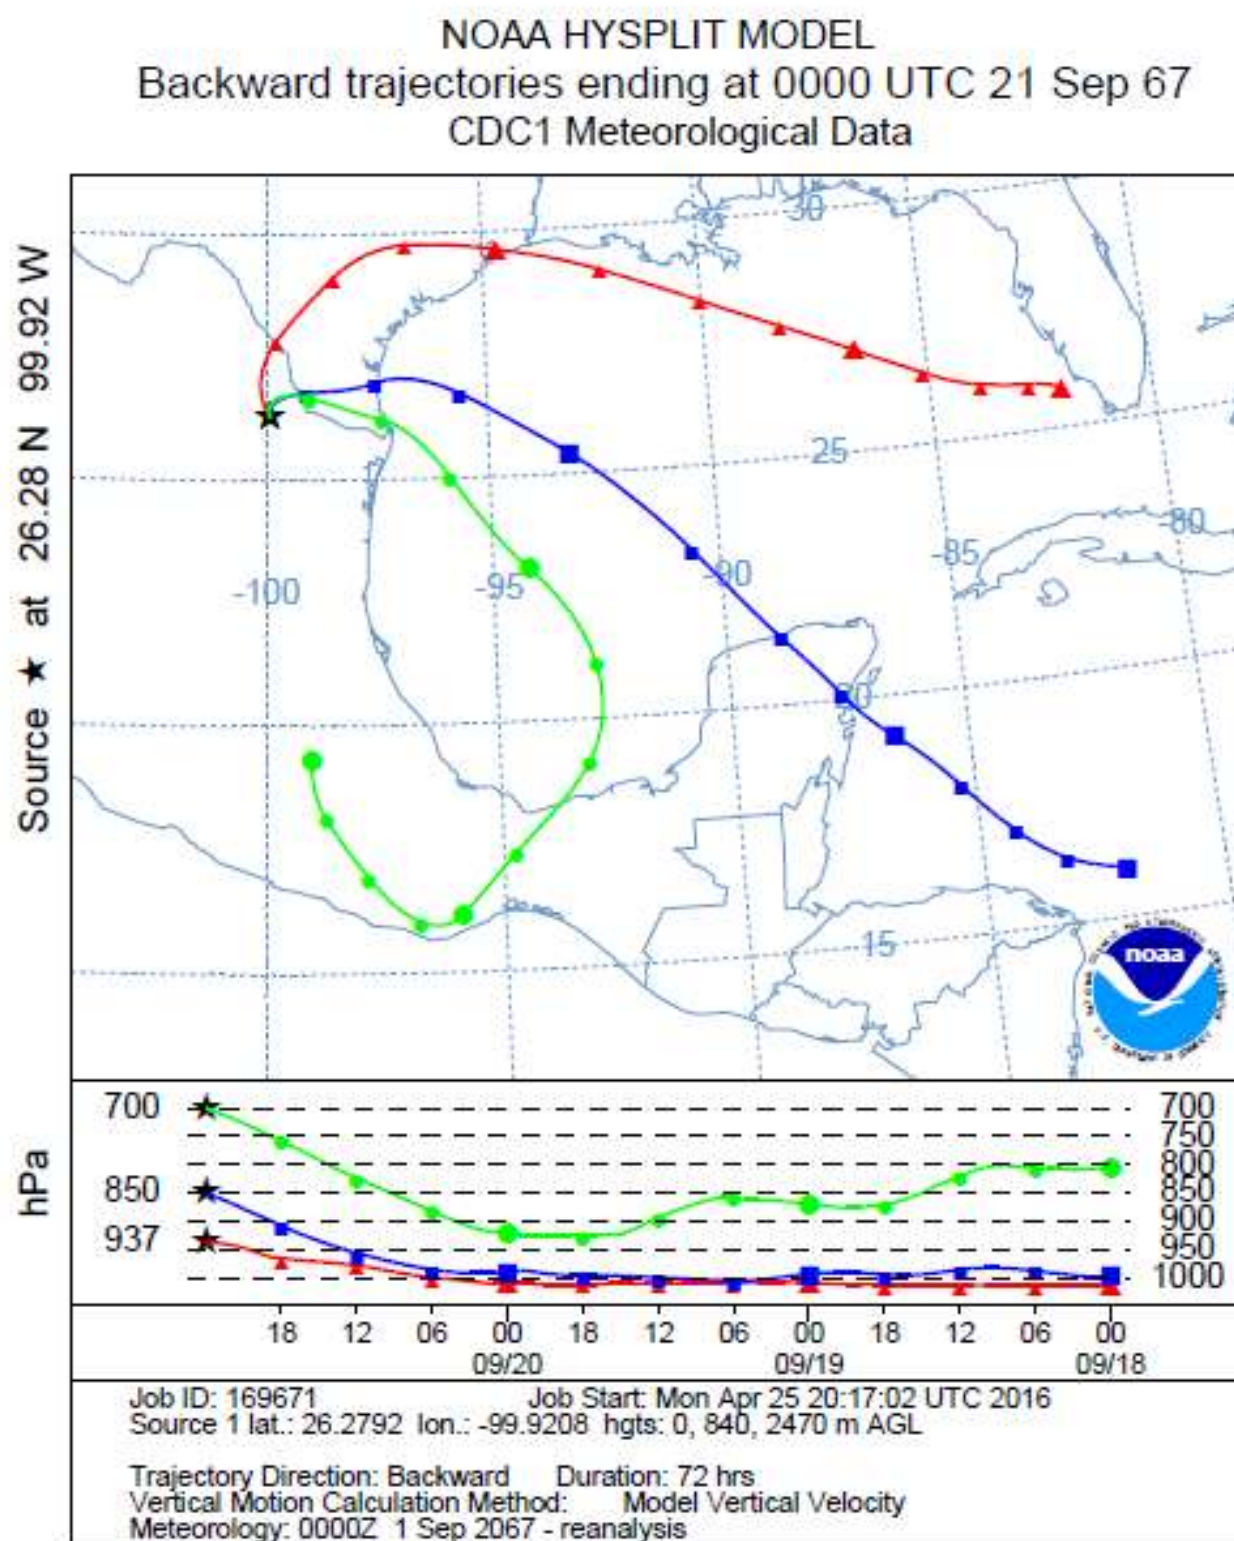 NOAA HYSPLIT MODEL
Backward trajectories ending at 0000 UTC 21 Sep 67
CDC1 Meteorological Data
Source ★ at 26.28 N 99.92 W
30
25
-80
-85
-90
-95
-100
20
15
noaa
hPa
700 700
750
800
850 850
900
937 950
1000
18 12 06 00 18 12 06 00 18 12 06 00
09/20 09/19 09/18
Job ID: 169671 Job Start: Mon Apr 25 20:17:02 UTC 2016
Source 1 lat.: 26.2792 lon.: -99.9208 hgts: 0, 840, 2470 m AGL
Trajectory Direction: Backward Duration: 72 hrs
Vertical Motion Calculation Method: Model Vertical Velocity
Meteorology: 0000Z 1 Sep 2067 - reanalysis